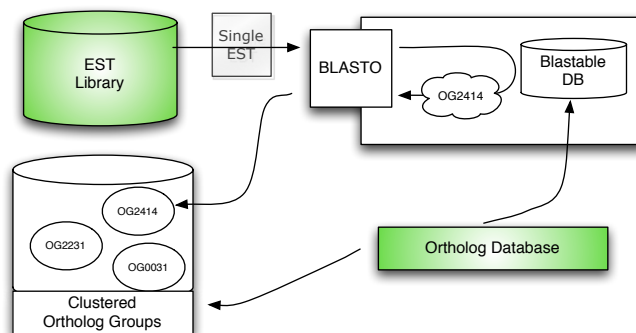 EST
Library
Single
EST
BLASTO
OG2414
Blastable
DB
OG2414
OG2231
OG0031
Ortholog Database
Clustered
Ortholog Groups